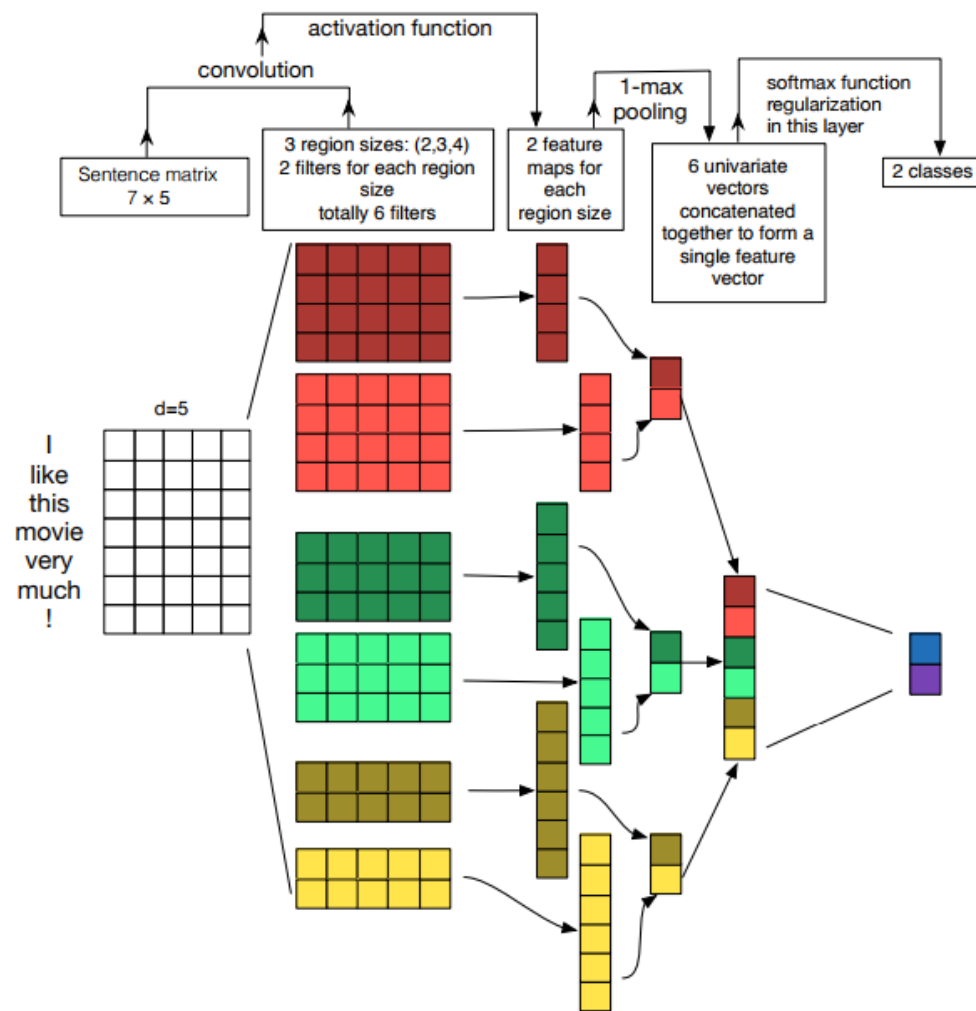 activation function
convolution
1-max
pooling
softmax function
regularization
in this layer
Sentence matrix
7 × 5
3 region sizes: (2,3,4)
2 filters for each region
size
totally 6 filters
2 feature
maps for
each
region size
6 univariate
vectors
concatenated
together to form a
single feature
vector
2 classes
d=5
I
like
this
movie
very
much
!